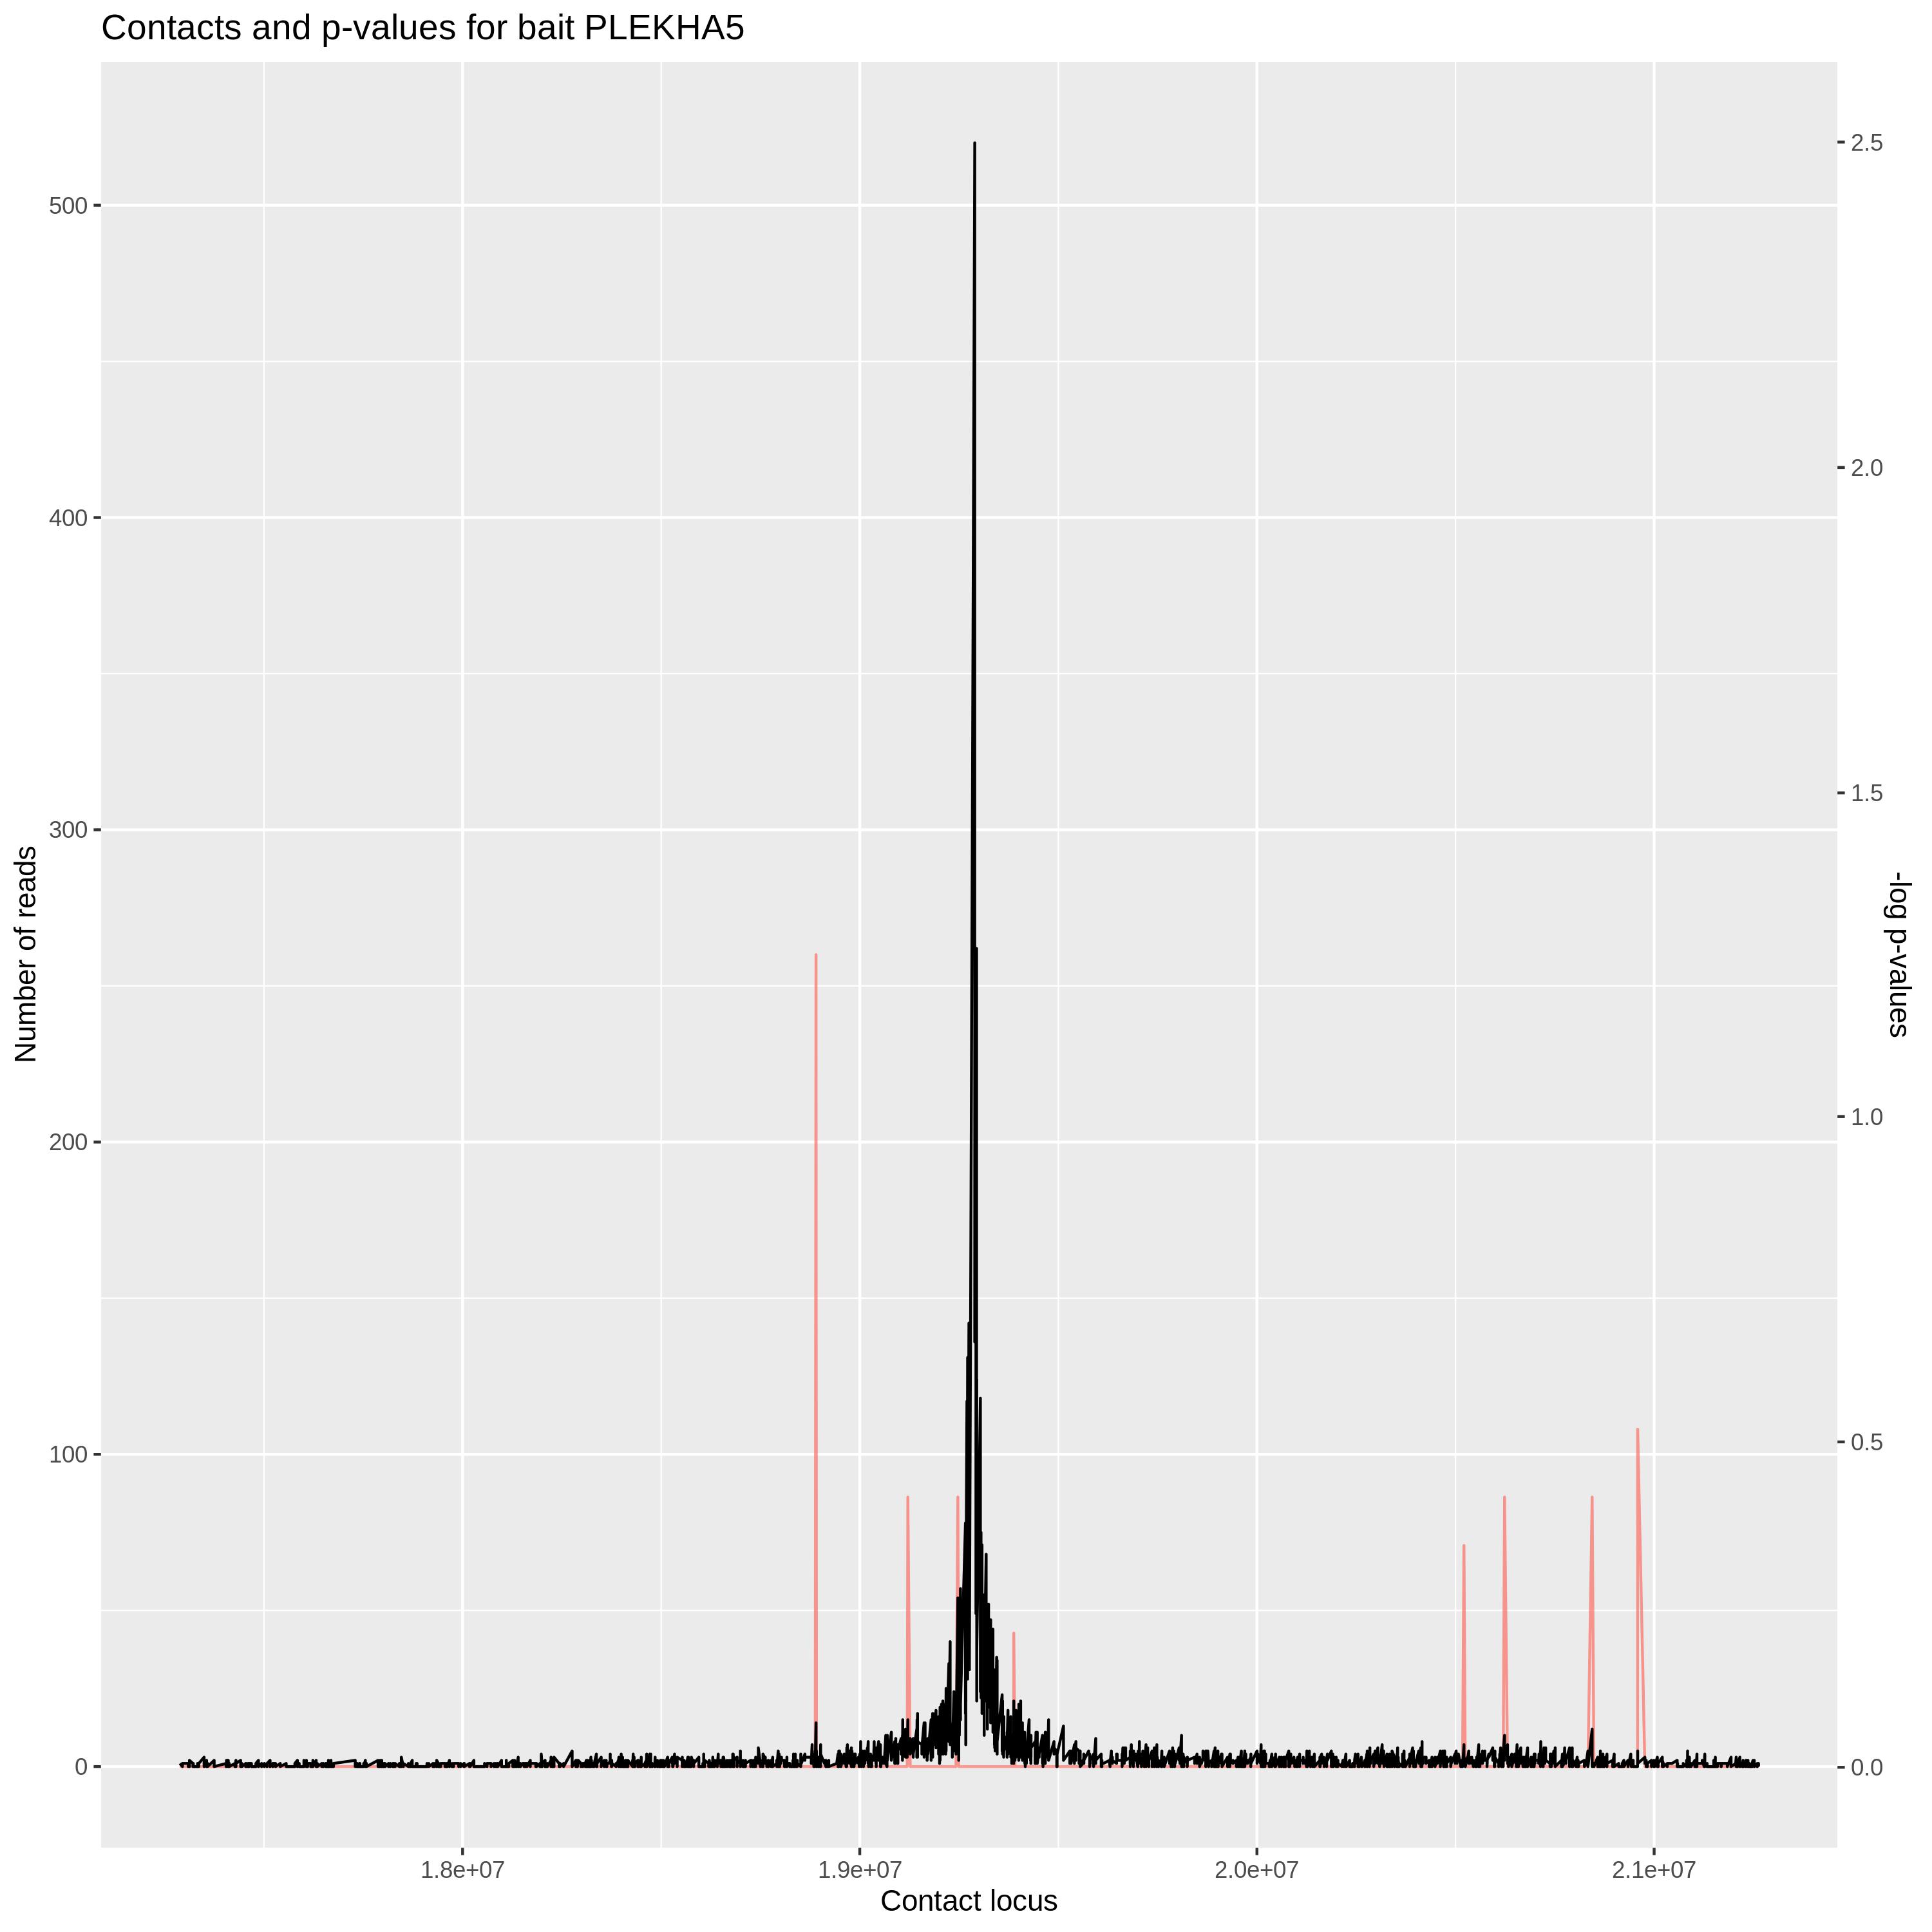 Contacts and p-values for bait PLEKHA5
Number of reads
500
400
300
200
100
0
2.5
2.0
1.5
1.0
0.5
0.0
-log p-values
1.8e+07 1.9e+07 2.0e+07 2.1e+07
Contact locus